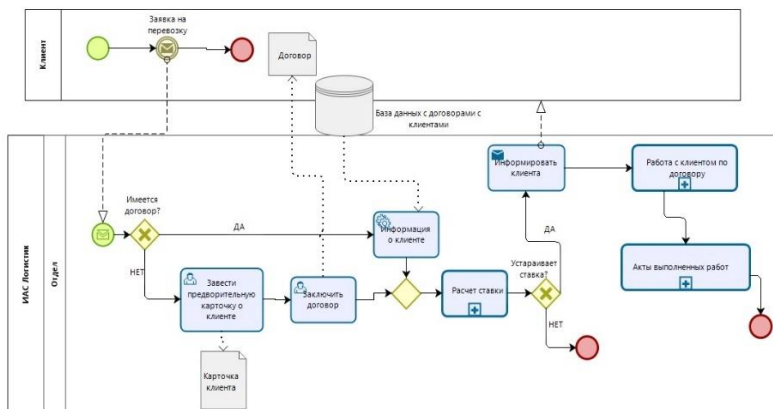 Клиент
Заявка на
перевозку
Договор
База данных с договорами с
клиентами
ИАС Логистик
Отдел
Имеется
договор?
ДА
НЕТ
Завести
предворительную
карточку о
клиенте
Карточка
клиента
Заключить
договор
Информация
о клиенте
Расчет ставки
Устараивает
ставка?
ДА
НЕТ
Информировать
клиента
Работа с клиентом по
договору
Акты выполненных работ